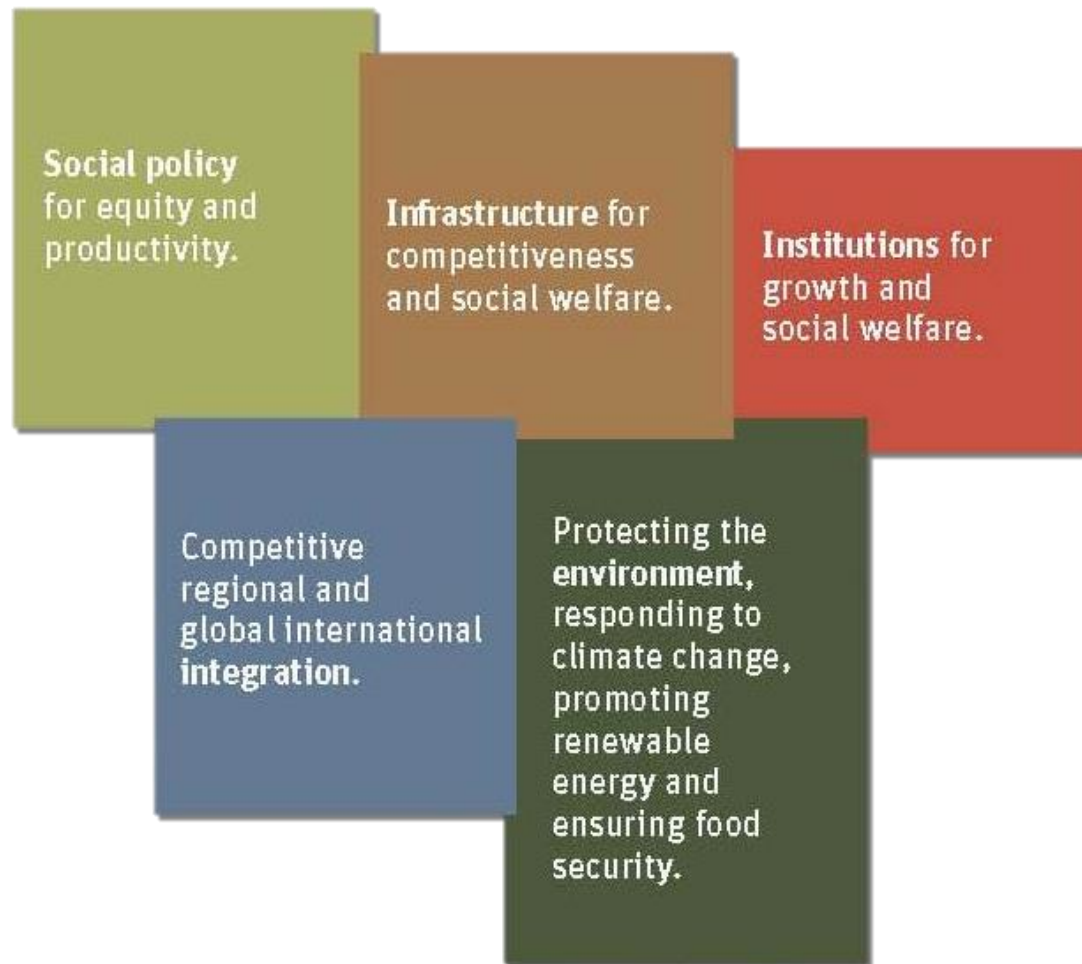 Social policy
for equity and
productivity.
Infrastructure for
competitiveness
and social welfare.
Institutions for
growth and
social welfare.
Competitive
regional and
global international
integration.
Protecting the
environment,
responding to
climate change,
promoting
renewable
energy and
ensuring food
security.